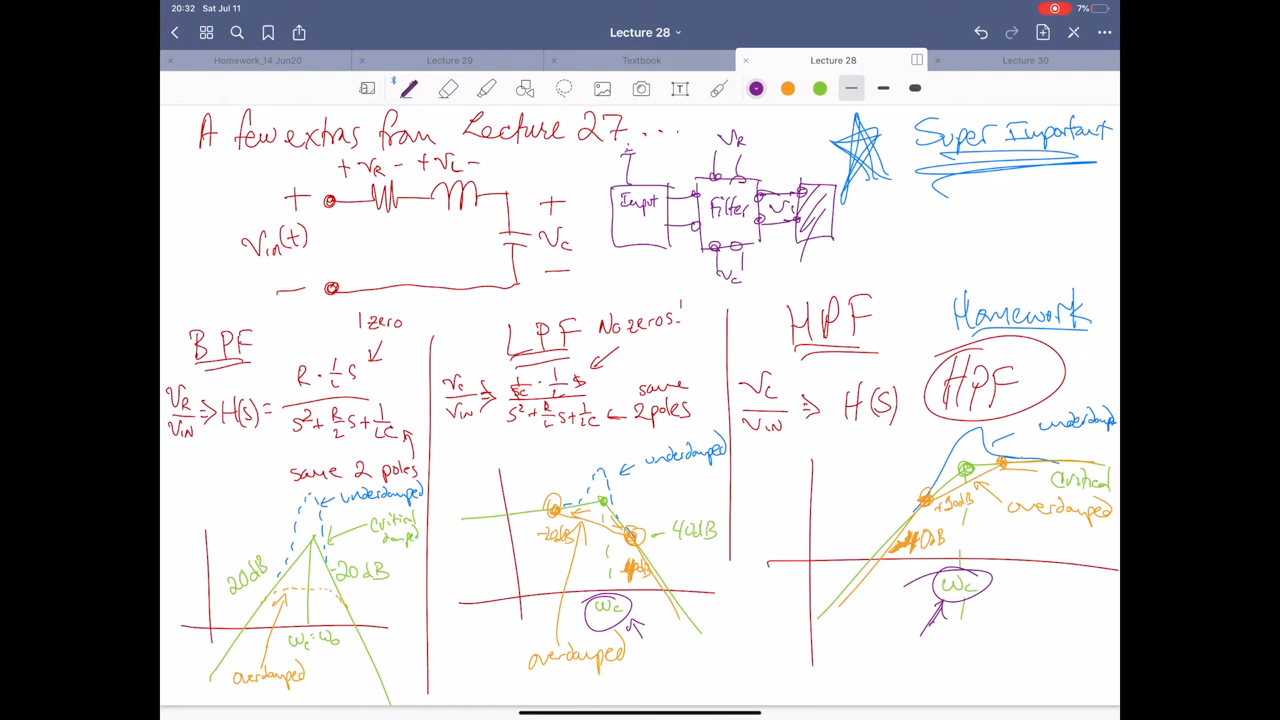 20:32 Sat Jul 11
7%
Lecture 28
Homework_14 Jun20
Lecture 29
Textbook
Lecture 28
Lecture 30
A few extras from Lecture 27 ...
Super Important
+ VR - + VL -
+
Vin(t)
-
+
VC
-
VR
Input
Filter
VL
VC
BPF
1 zero
VR/VIN => H(s) = R · 1/L s / s² + R/L s + 1/LC
same 2 poles
underdamped
critical damped
20dB
-20dB
ωc = ω0
overdamped
LPF
No zeros!
VC/VIN =>
s² + R/L s + 1/LC
same 2 poles
underdamped
-20dB
-40dB
ωc
overdamped
HPF
Homework
HPF
VC/VIN => H(s)
underdamp
Critical
overdamped
40dB
ωc